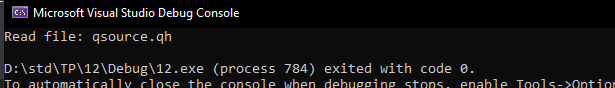 Microsoft Visual Studio Debug Console
Read file: qsource.qh
D:\std\TP\12\Debug\12.exe (process 784) exited with code 0.
To automatically close the console when debugging stops, enable Tools->Optio